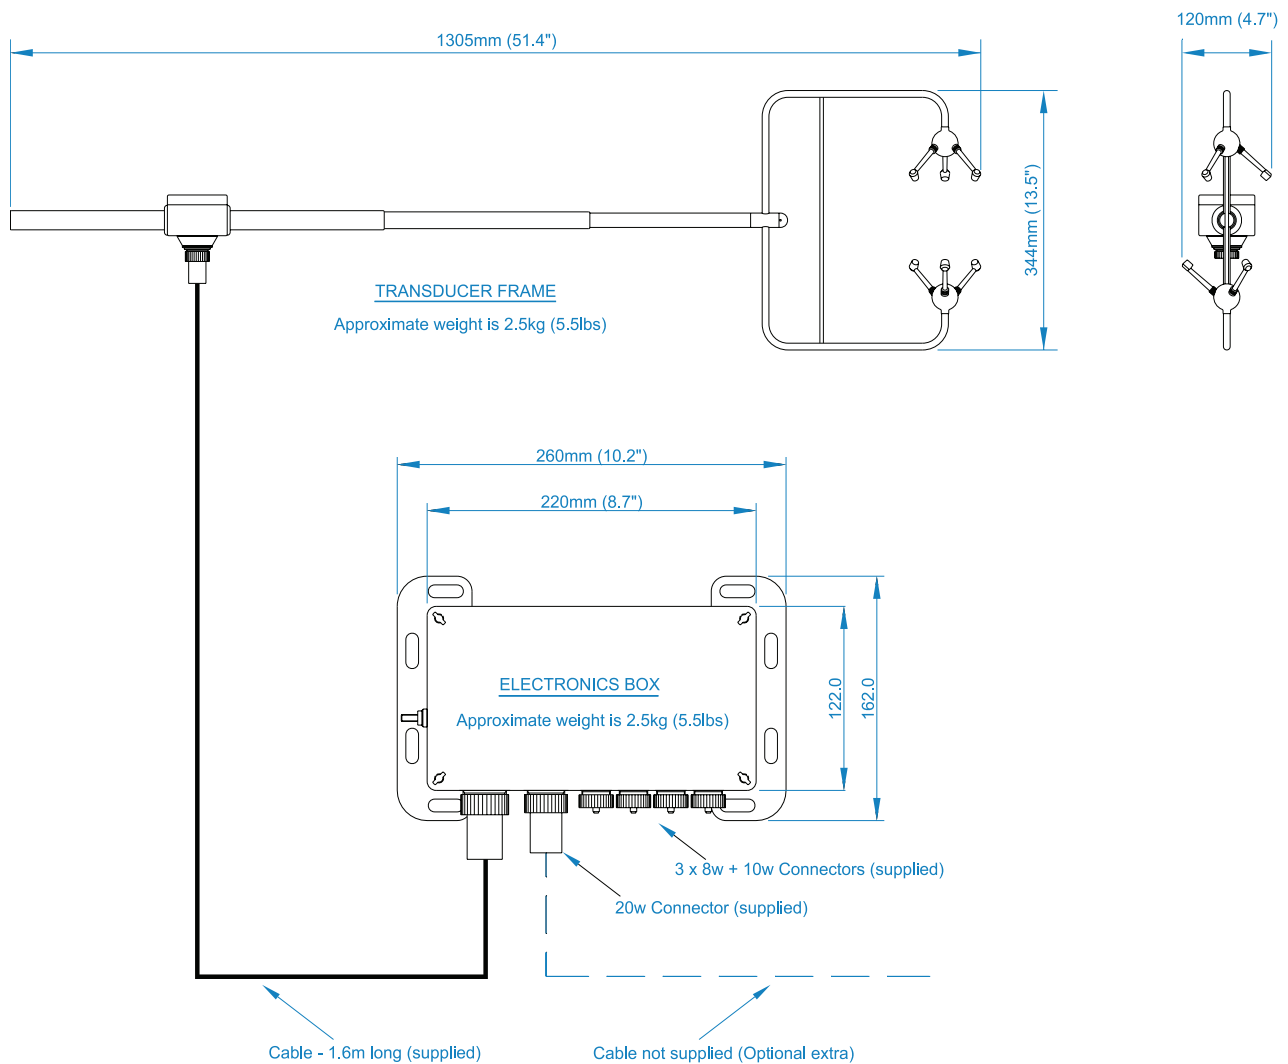 1305mm (51.4")
120mm (4.7")
344mm (13.5")
TRANSDUCER FRAME
Approximate weight is 2.5kg (5.5lbs)
260mm (10.2")
220mm (8.7")
ELECTRONICS BOX
Approximate weight is 2.5kg (5.5lbs)
122.0
162.0
3 x 8w + 10w Connectors (supplied)
20w Connector (supplied)
Cable - 1.6m long (supplied)
Cable not supplied (Optional extra)